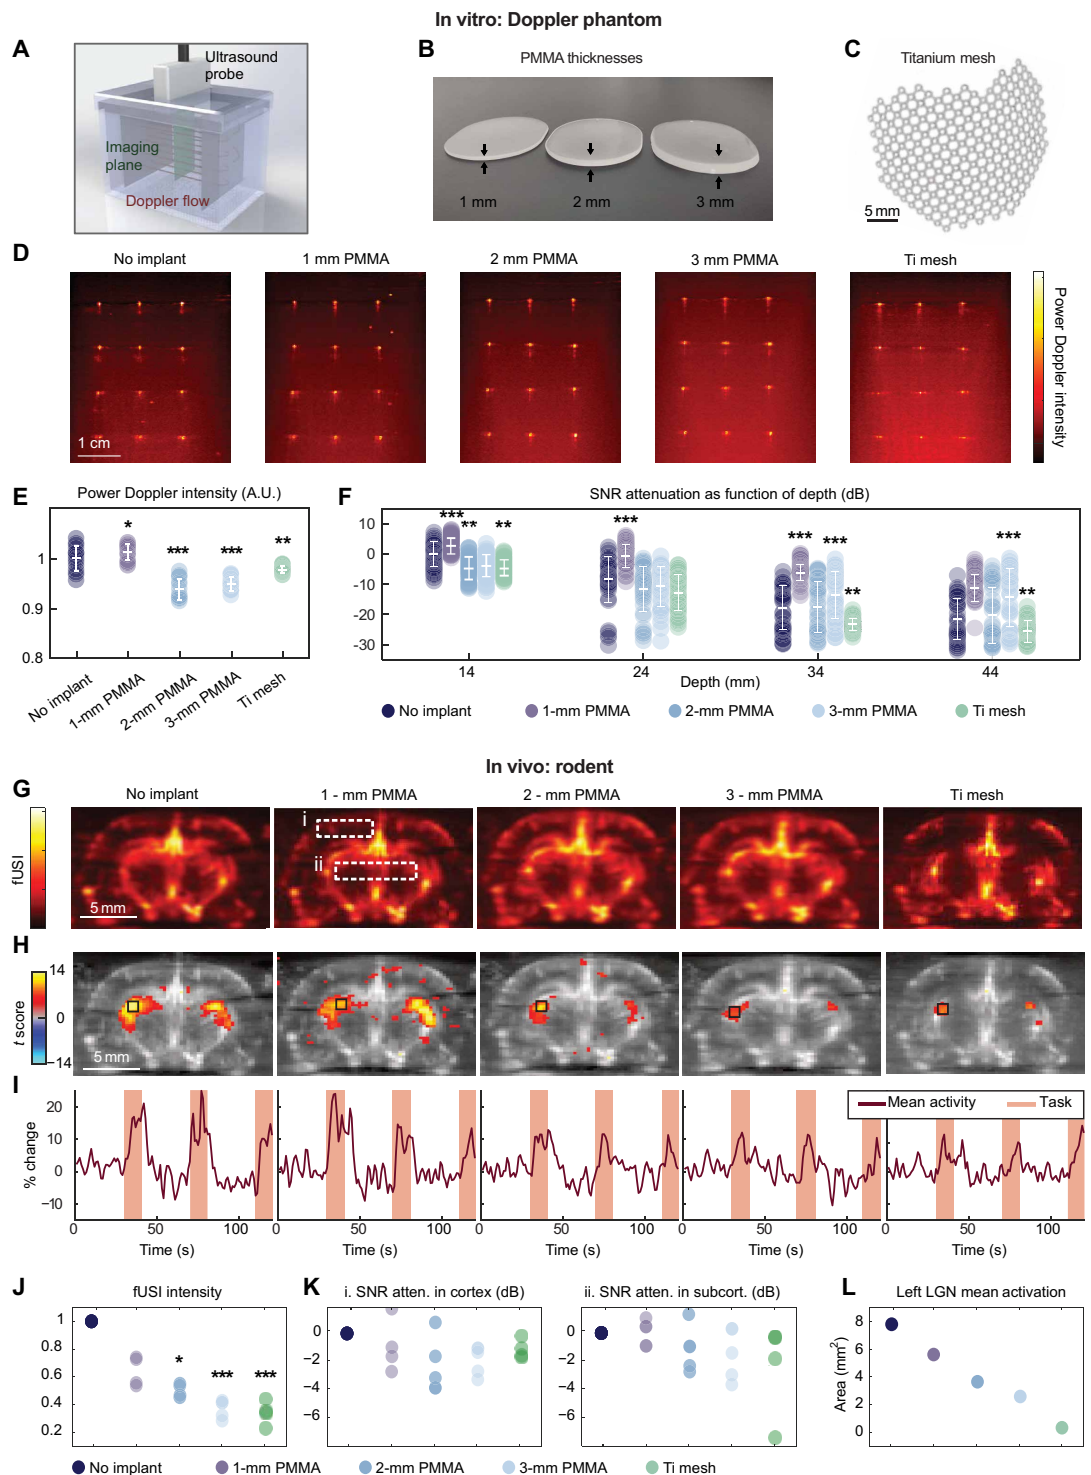 In vitro: Doppler phantom
A
Ultrasound
probe
Imaging
plane
Doppler flow
B
PMMA thicknesses
1 mm
2 mm
3 mm
C
Titanium mesh
5 mm
D
No implant
1 mm PMMA
2 mm PMMA
3 mm PMMA
Ti mesh
1 cm
Power Doppler intensity
E
Power Doppler intensity (A.U.)
1
0.9
0.8
*
***
***
**
No implant
1-mm PMMA
2-mm PMMA
3-mm PMMA
Ti mesh
F
SNR attenuation as function of depth (dB)
10
0
−10
−20
−30
***
**
**
***
***
**
***
**
14
24
34
44
Depth (mm)
No implant
1-mm PMMA
2-mm PMMA
3-mm PMMA
Ti mesh
In vivo: rodent
G
No implant
1 - mm PMMA
2 - mm PMMA
3 - mm PMMA
Ti mesh
fUSI
5 mm
i
ii
H
14
0
−14
t score
5 mm
I
20
10
0
−10
% change
Mean activity
Task
0 50 100
0 50 100
0 50 100
0 50 100
0 50 100
Time (s)
Time (s)
Time (s)
Time (s)
Time (s)
J
fUSI intensity
1
0.8
0.6
0.4
0.2
*
***
***
K
i. SNR atten. in cortex (dB)
0
−2
−4
−6
ii. SNR atten. in subcort. (dB)
0
−2
−4
−6
L
Left LGN mean activation
Area (mm²)
8
6
4
2
0
No implant
1-mm PMMA
2-mm PMMA
3-mm PMMA
Ti mesh